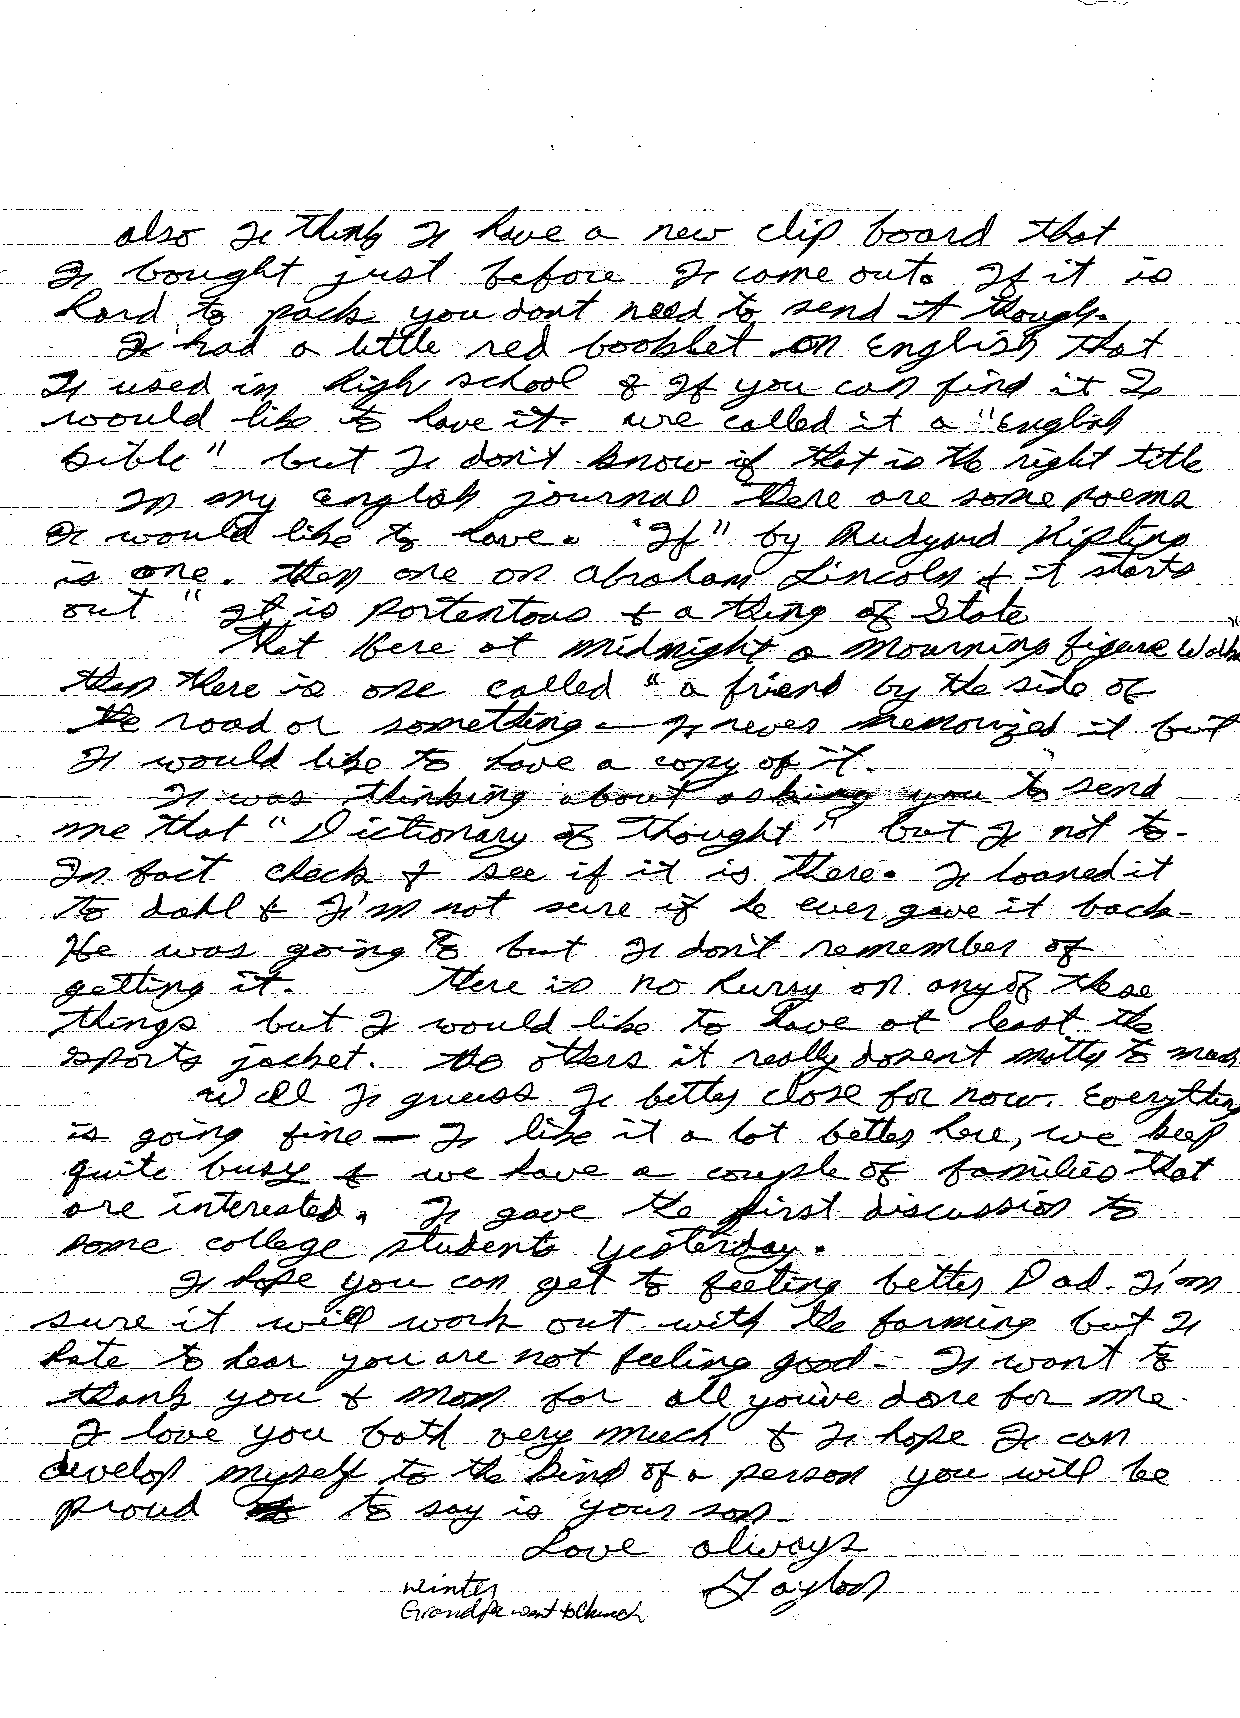 also I think I have a new clip board that
I bought just before I come out. If it is
hard to pack you dont need to send it though.
I had a little red booklet on English that
I used in high school & If you can find it I
would like to have it. we called it a "English
bible" but I don't know if that is the right title
In my english journal there are some poems
I would like to have. "If" by Rudyard Kipling
is one. then one on Abraham Lincoln & it starts
out "It is portentous & a thing of State
that here at midnight a mourning figure walks"
then there is one called "a friend by the side of
the road or something - I never memorized it but
I would like to have a copy of it.
I was thinking about asking you to send
me that "Dictionary of thought" but I not to.
In fact check & see if it is there. I loaned it
to dahl & I'm not sure if he ever gave it back.
He was going to but I don't remember of
getting it. there is no hurry on any of these
things but I would like to have at least the
sports jacket. the others it really dosent matter to much
Well I guess I better close for now. Everything
is going fine — I like it a lot better here, we keep
quite busy & we have a couple of families that
are interested. I gave the first discussion to
some college students yesterday.
I hope you can get to feeling better Dad. I'm
sure it will work out with the farming but I
hate to hear you are not feeling good. I want to
thank you & mom for all you've done for me.
I love you both very much & I hope I can
develop myself to the kind of a person you will be
proud to say is your son.
Love always
Taylor
winter
Grandpa went to Church